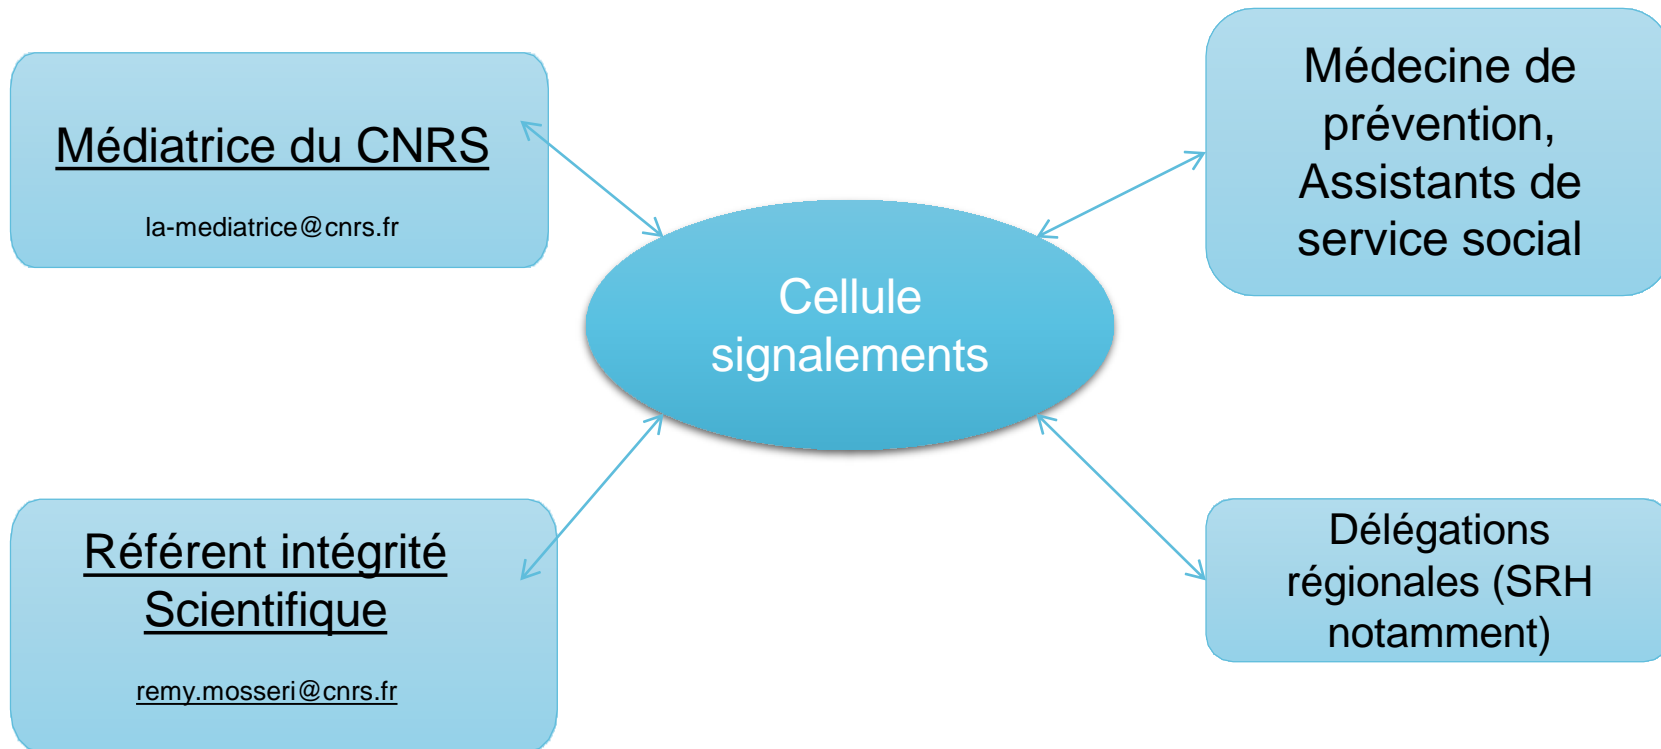 Médiatrice du CNRS
la-mediatrice@cnrs.fr
Médecine de
prévention,
Assistants de
service social
Cellule
signalements
Référent intégrité
Scientifique
remy.mosseri@cnrs.fr
Délégations
régionales (SRH
notamment)